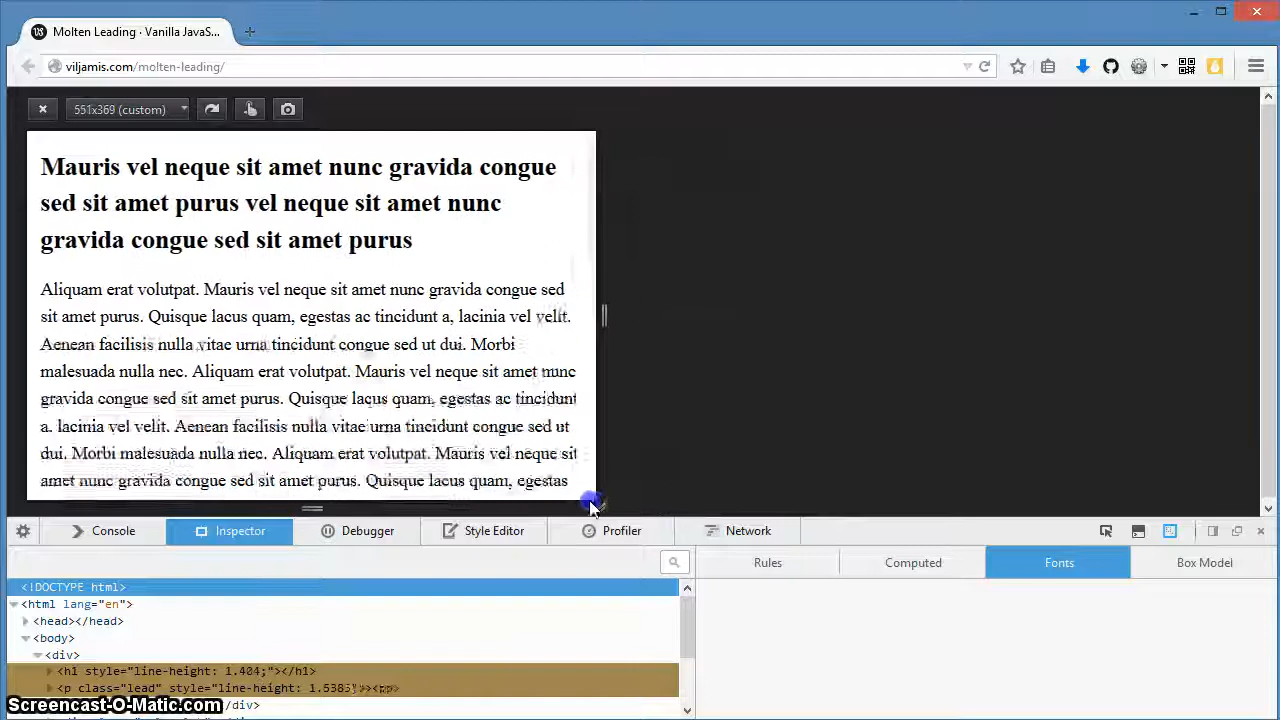 Molten Leading · Vanilla JavaS...
viljamis.com/molten-leading/
551x369 (custom)
Mauris vel neque sit amet nunc gravida congue
sed sit amet purus vel neque sit amet nunc
gravida congue sed sit amet purus
Aliquam erat volutpat. Mauris vel neque sit amet nunc gravida congue sed
sit amet purus. Quisque lacus quam, egestas ac tincidunt a, lacinia vel velit.
Aenean facilisis nulla vitae urna tincidunt congue sed ut dui. Morbi
malesuada nulla nec. Aliquam erat volutpat. Mauris vel neque sit amet nunc
gravida congue sed sit amet purus. Quisque lacus quam, egestas ac tincidunt
a, lacinia vel velit. Aenean facilisis nulla vitae urna tincidunt congue sed ut
dui. Morbi malesuada nulla nec. Aliquam erat volutpat. Mauris vel neque sit
amet nunc gravida congue sed sit amet purus. Quisque lacus quam, egestas
Console Inspector Debugger Style Editor Profiler Network
Rules Computed Fonts Box Model
<!DOCTYPE html>
<html lang="en">
<head></head>
<body>
<div>
<h1 style="line-height: 1.404;"></h1>
<p class="lead" style="line-height: 1.5385
</div>
Screencast-O-Matic.com